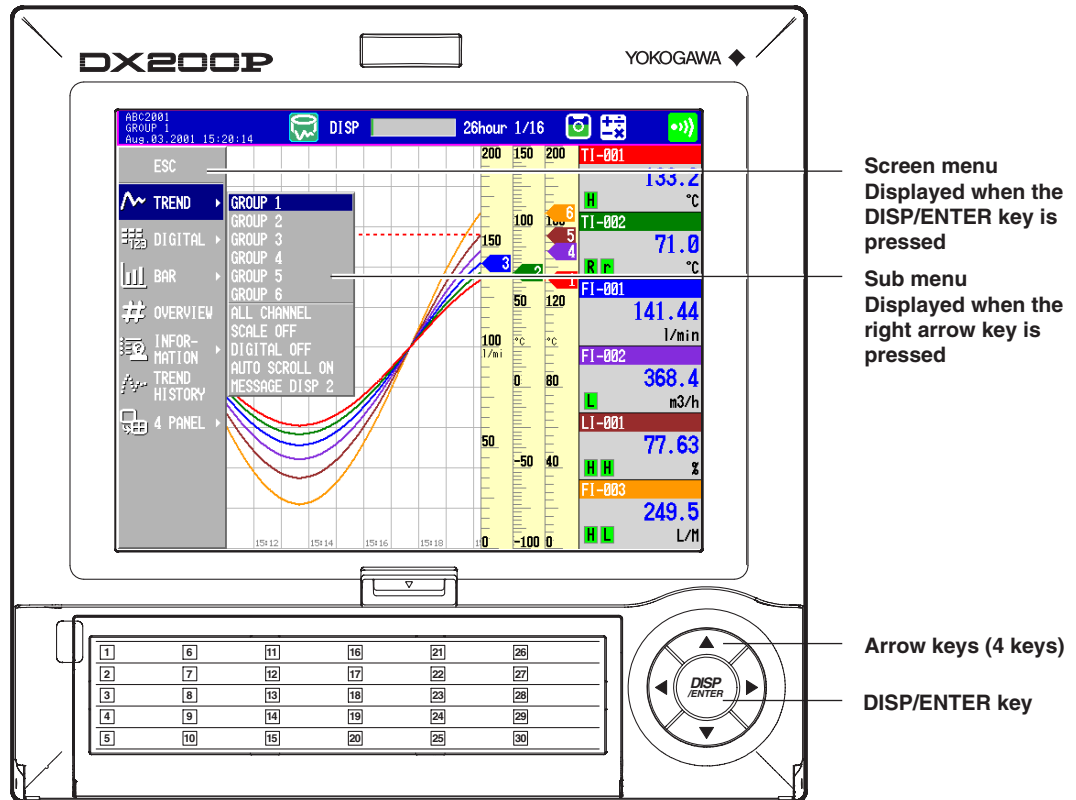 DX200P
YOKOGAWA
ABC2001
GROUP 1
Aug.03.2001 15:20:14
DISP
26hour 1/16
ESC
TREND
DIGITAL
BAR
OVERVIEW
INFOR-
MATION
TREND
HISTORY
4 PANEL
GROUP 1
GROUP 2
GROUP 3
GROUP 4
GROUP 5
GROUP 6
ALL CHANNEL
SCALE OFF
DIGITAL OFF
AUTO SCROLL ON
MESSAGE DISP 2
15:12
15:14
15:16
15:18
200
150
100
l/mi
50
0
3
150
100
50
°C
0
-50
-100
2
200
120
°C
80
40
0
6
5
4
1
TI-001
133.2
H
°C
TI-002
71.0
R r
°C
FI-001
141.44
l/min
FI-002
368.4
L
m3/h
LI-001
77.63
H H
%
FI-003
249.5
H L
L/M
Screen menu
Displayed when the
DISP/ENTER key is
pressed
Sub menu
Displayed when the
right arrow key is
pressed
1 6 11 16 21 26
2 7 12 17 22 27
3 8 13 18 23 28
4 9 14 19 24 29
5 10 15 20 25 30
DISP
/ENTER
Arrow keys (4 keys)
DISP/ENTER key